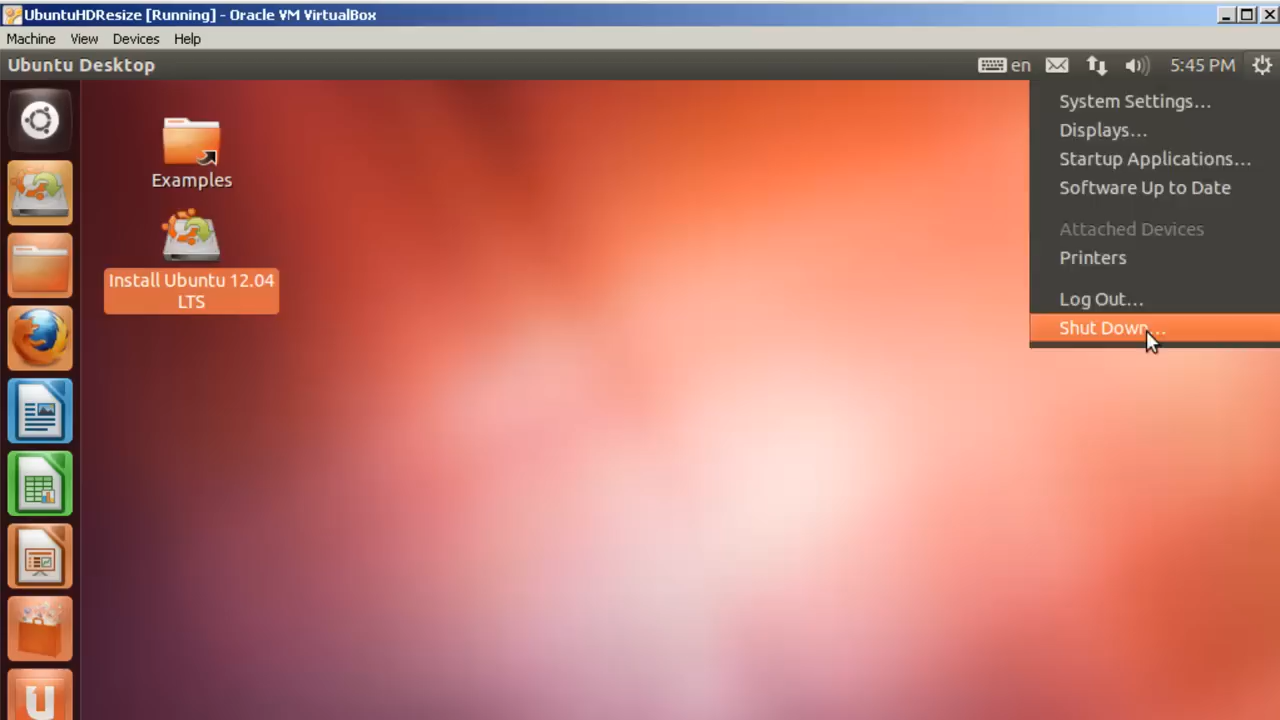 UbuntuHDResize [Running] - Oracle VM VirtualBox
Machine View Devices Help
Ubuntu Desktop
en
5:45 PM
System Settings...
Displays...
Startup Applications...
Software Up to Date
Attached Devices
Printers
Log Out...
Shut Down...
Examples
Install Ubuntu 12.04
LTS
U